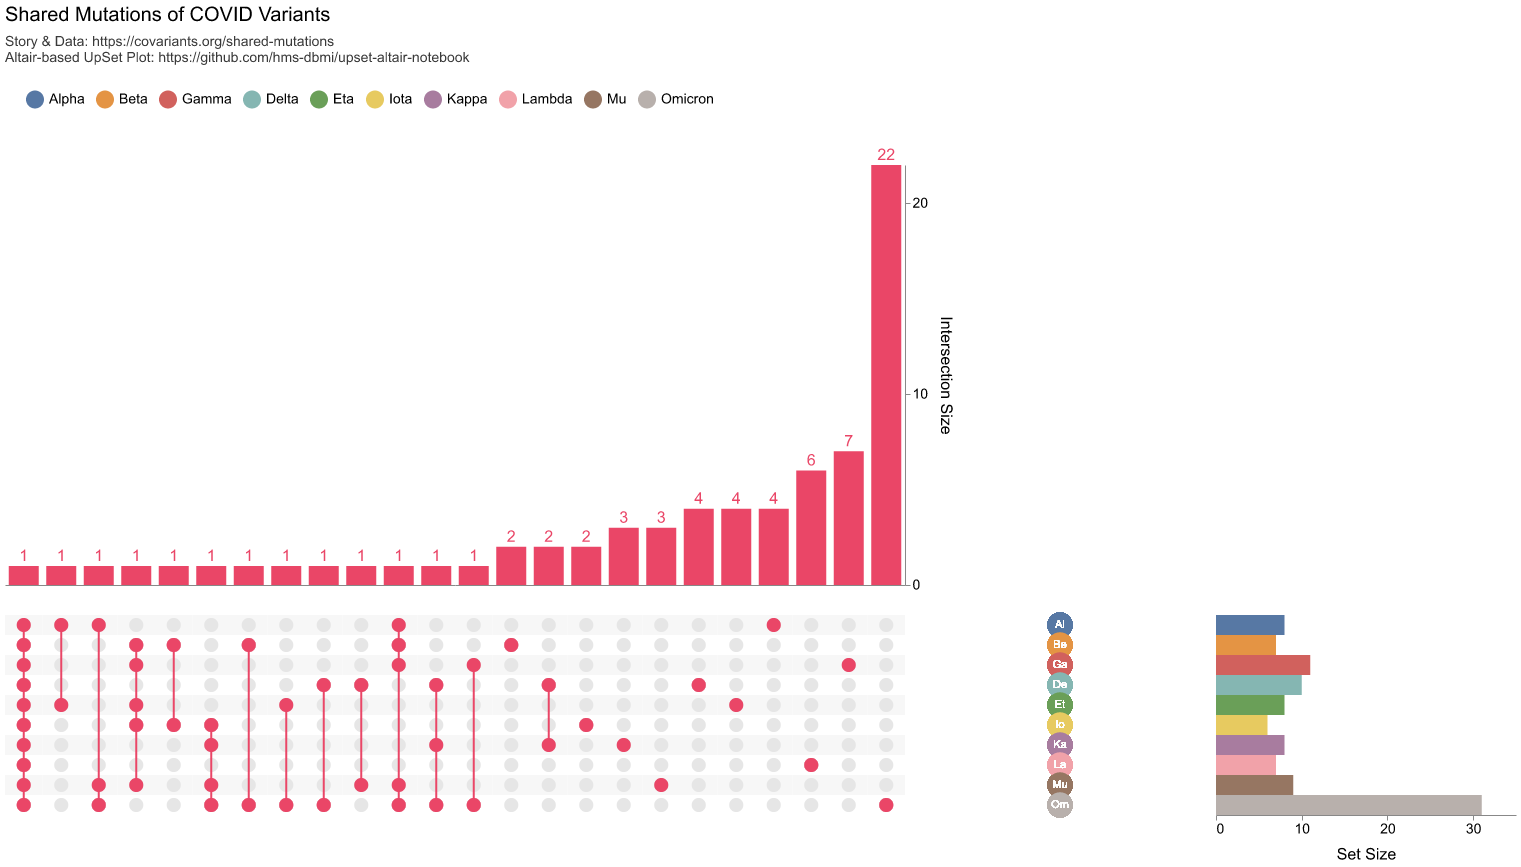 Shared Mutations of COVID Variants
Story & Data: https://covariants.org/shared-mutations
Altair-based UpSet Plot: https://github.com/hms-dbmi/upset-altair-notebook
Alpha Beta Gamma Delta Eta Iota Kappa Lambda Mu Omicron
22
20
Intersection Size
10
7
6
4 4 4
3 3
2 2 2
1 1 1 1 1 1 1 1 1 1 1 1 1
0
Al
Be
Ga
De
Et
Io
Ka
La
Mu
Om
0 10 20 30
Set Size